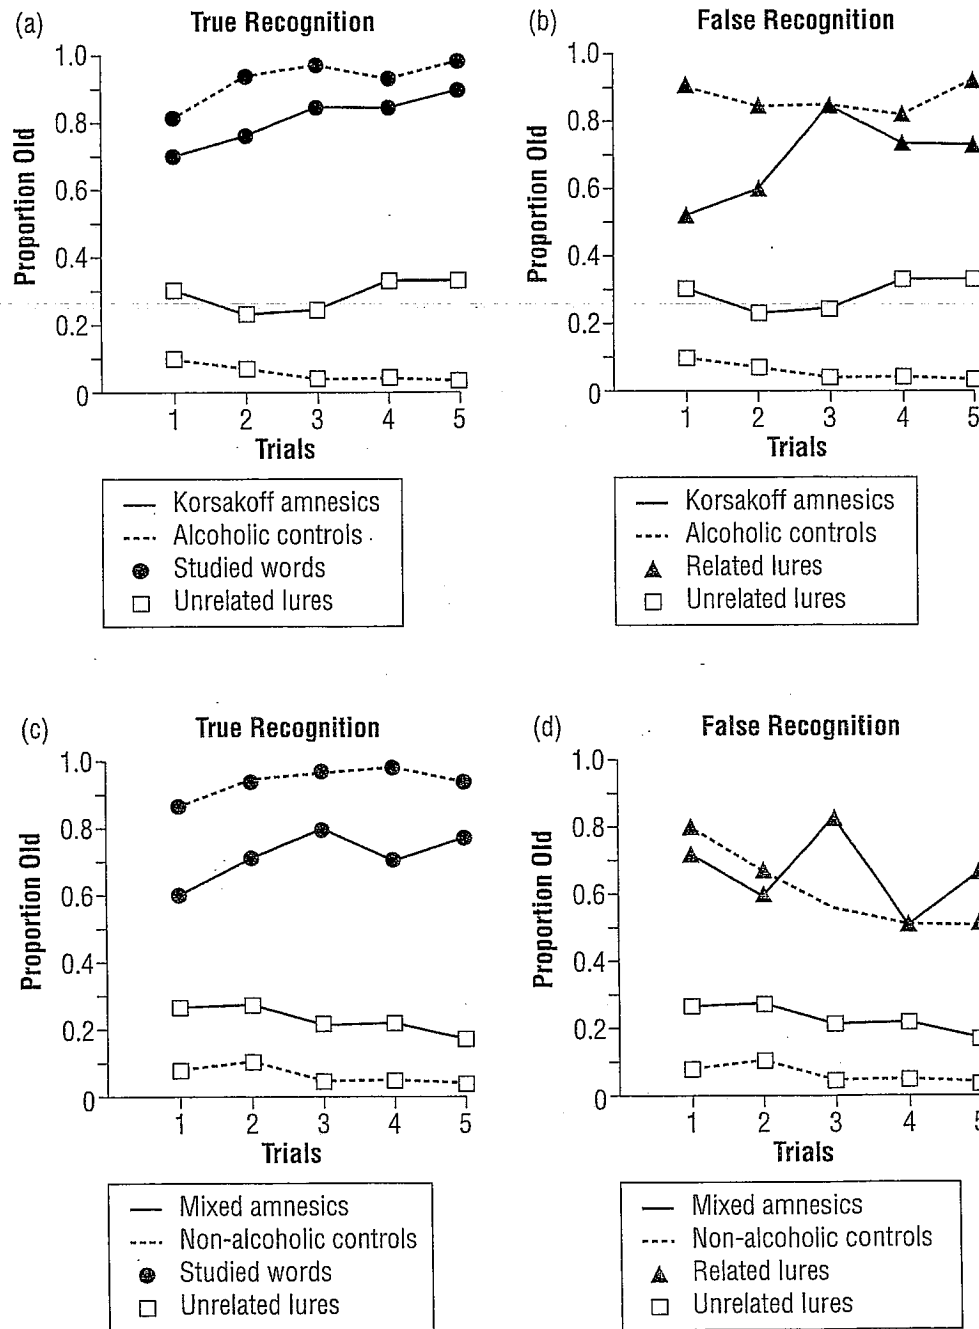 (a)
True Recognition
1.0
0.8
0.6
0.4
0.2
0
Proportion Old
1 2 3 4 5
Trials
Korsakoff amnesics
Alcoholic controls
Studied words
Unrelated lures
(b)
False Recognition
1.0
0.8
0.6
0.4
0.2
0
Proportion Old
1 2 3 4 5
Trials
Korsakoff amnesics
Alcoholic controls
Related lures
Unrelated lures
(c)
True Recognition
1.0
0.8
0.6
0.4
0.2
0
Proportion Old
1 2 3 4 5
Trials
Mixed amnesics
Non-alcoholic controls
Studied words
Unrelated lures
(d)
False Recognition
1.0
0.8
0.6
0.4
0.2
0
Proportion Old
1 2 3 4 5
Trials
Mixed amnesics
Non-alcoholic controls
Related lures
Unrelated lures